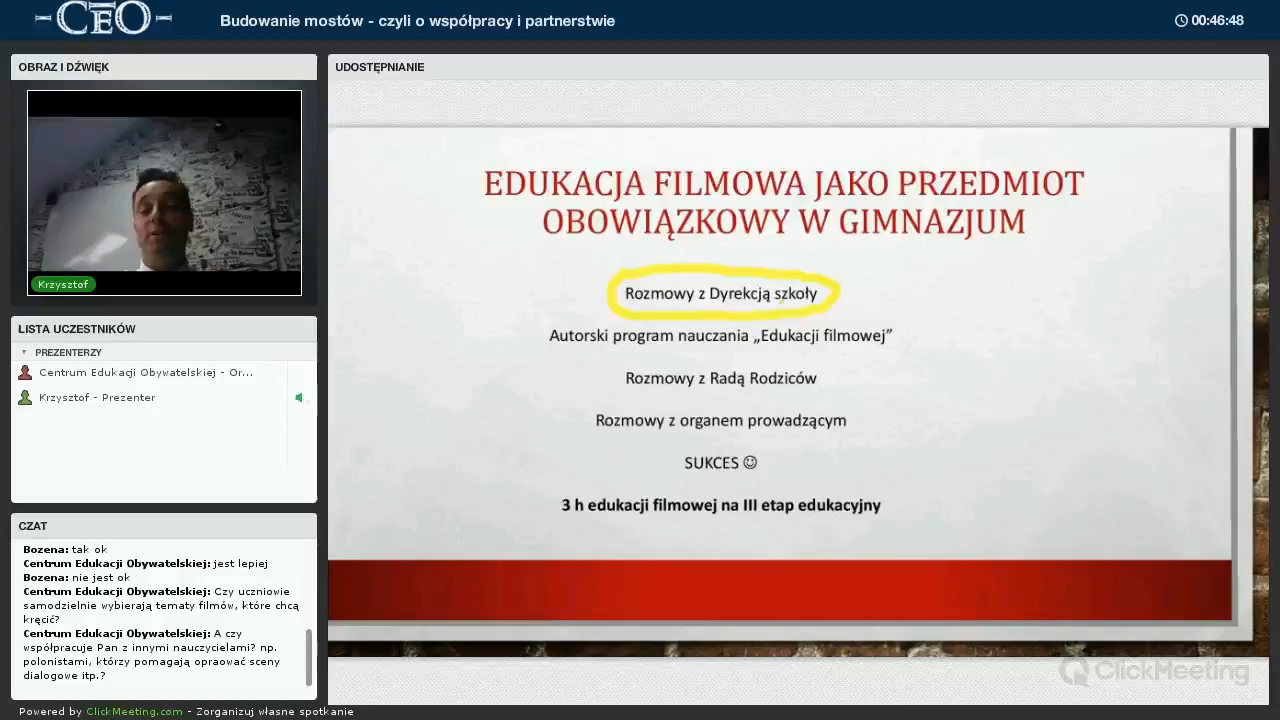 CEO
Budowanie mostów - czyli o współpracy i partnerstwie
00:46:48
OBRAZ I DŹWIĘK
Krzysztof
LISTA UCZESTNIKÓW
PREZENTERZY
Centrum Edukacji Obywatelskiej - Or...
Krzysztof - Prezenter
CZAT
Bozena: tak ok
Centrum Edukacji Obywatelskiej: jest lepiej
Bozena: nie jest ok
Centrum Edukacji Obywatelskiej: Czy uczniowie
samodzielnie wybierają tematy filmów, które chcą
kręcić?
Centrum Edukacji Obywatelskiej: A czy
współpracuje Pan z innymi nauczycielami? np.
polonistami, którzy pomagają opraować sceny
dialogowe itp.?
UDOSTĘPNIANIE
EDUKACJA FILMOWA JAKO PRZEDMIOT
OBOWIĄZKOWY W GIMNAZJUM
Rozmowy z Dyrekcją szkoły
Autorski program nauczania „Edukacji filmowej”
Rozmowy z Radą Rodziców
Rozmowy z organem prowadzącym
SUKCES ☺
3 h edukacji filmowej na III etap edukacyjny
ClickMeeting
Powered by ClickMeeting.com - Zorganizuj własne spotkanie